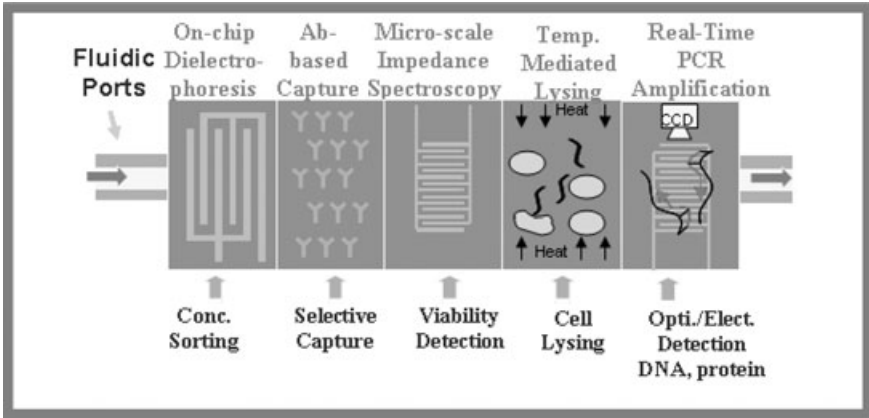 Fluidic
Ports
On-chip
Dielectro-
phoresis
Ab-
based
Capture
Micro-scale
Impedance
Spectroscopy
Temp.
Mediated
Lysing
Real-Time
PCR
Amplification
Heat
CCD
Heat
Conc.
Sorting
Selective
Capture
Viability
Detection
Cell
Lysing
Opti./Elect.
Detection
DNA, protein